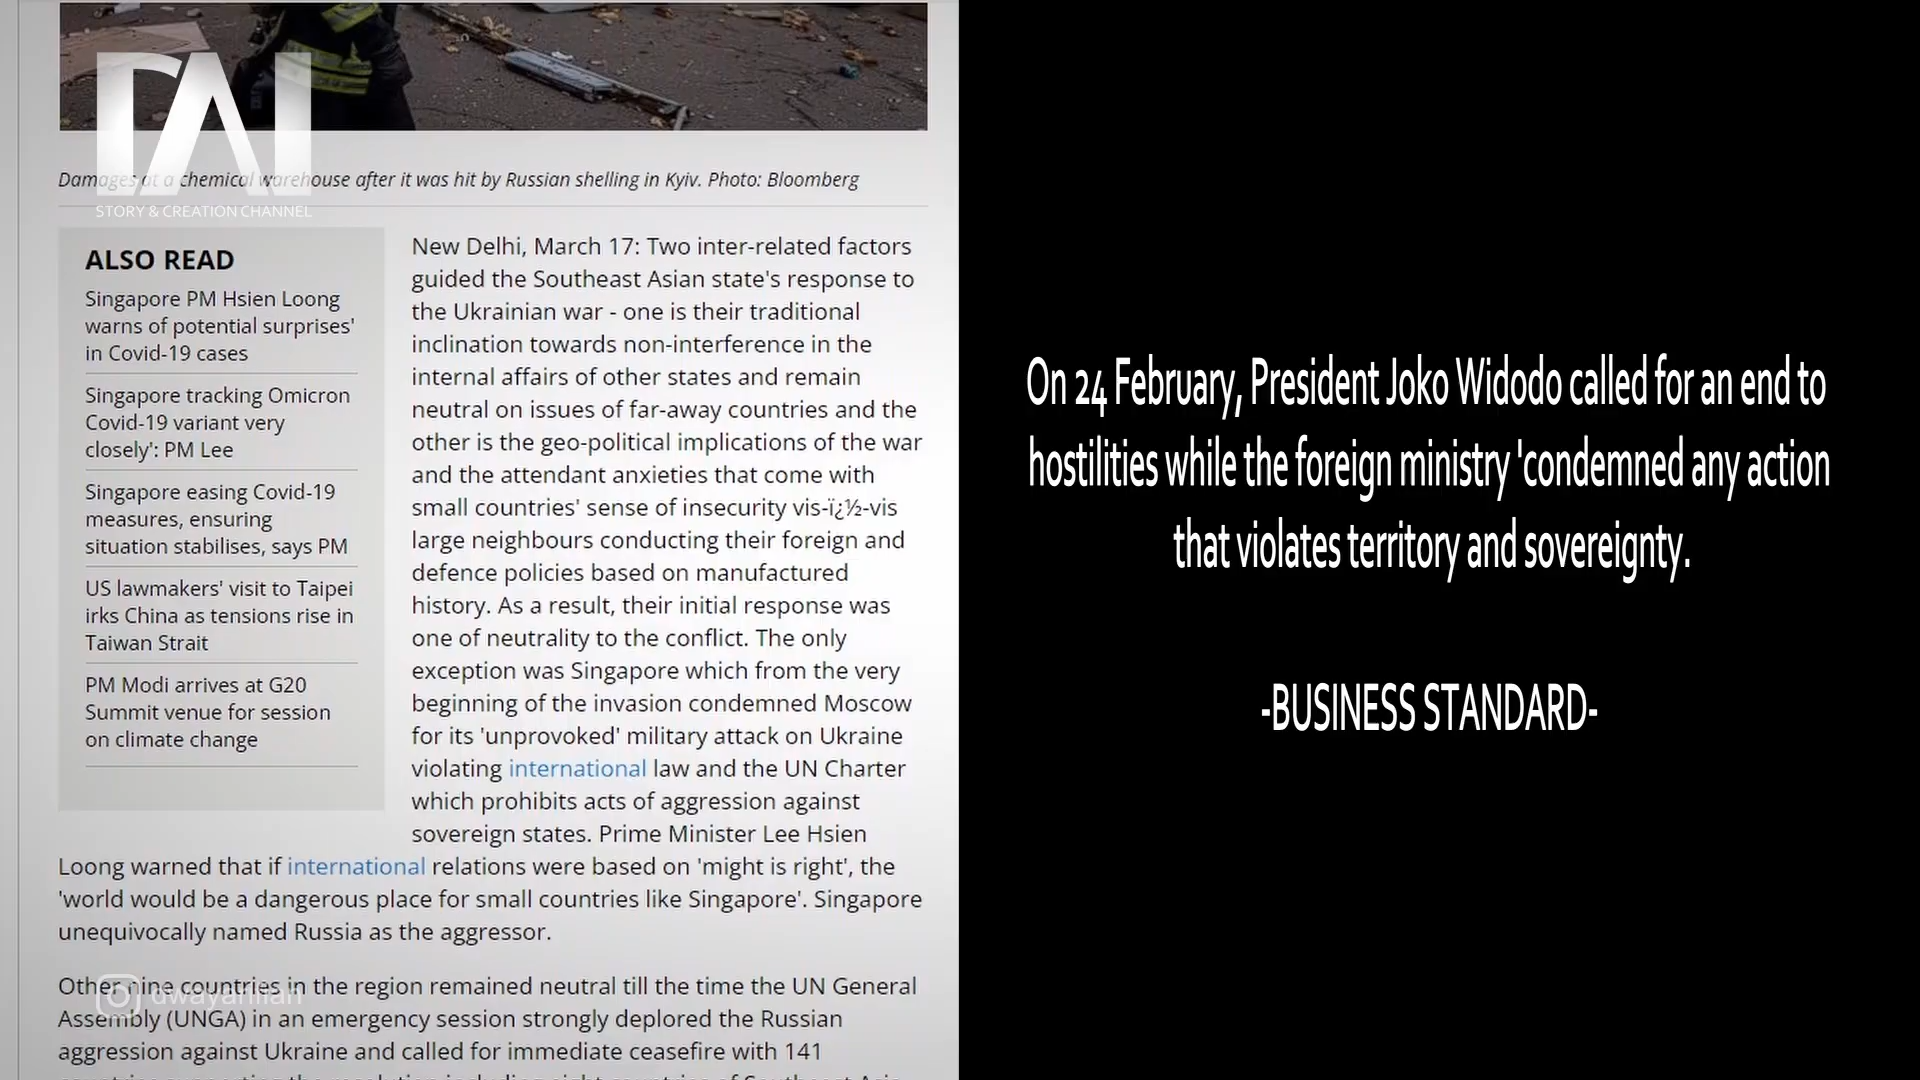 DAI
STORY & CREATION CHANNEL
Damages at a chemical warehouse after it was hit by Russian shelling in Kyiv. Photo: Bloomberg
ALSO READ
Singapore PM Hsien Loong
warns of potential surprises'
in Covid-19 cases
Singapore tracking Omicron
Covid-19 variant very
closely': PM Lee
Singapore easing Covid-19
measures, ensuring
situation stabilises, says PM
US lawmakers' visit to Taipei
irks China as tensions rise in
Taiwan Strait
PM Modi arrives at G20
Summit venue for session
on climate change
New Delhi, March 17: Two inter-related factors
guided the Southeast Asian state's response to
the Ukrainian war - one is their traditional
inclination towards non-interference in the
internal affairs of other states and remain
neutral on issues of far-away countries and the
other is the geo-political implications of the war
and the attendant anxieties that come with
small countries' sense of insecurity vis-ï¿½-vis
large neighbours conducting their foreign and
defence policies based on manufactured
history. As a result, their initial response was
one of neutrality to the conflict. The only
exception was Singapore which from the very
beginning of the invasion condemned Moscow
for its 'unprovoked' military attack on Ukraine
violating international law and the UN Charter
which prohibits acts of aggression against
sovereign states. Prime Minister Lee Hsien
Loong warned that if international relations were based on 'might is right', the
'world would be a dangerous place for small countries like Singapore'. Singapore
unequivocally named Russia as the aggressor.
Other nine countries in the region remained neutral till the time the UN General
Assembly (UNGA) in an emergency session strongly deplored the Russian
aggression against Ukraine and called for immediate ceasefire with 141
On 24 February, President Joko Widodo called for an end to
hostilities while the foreign ministry 'condemned any action
that violates territory and sovereignty.
-BUSINESS STANDARD-